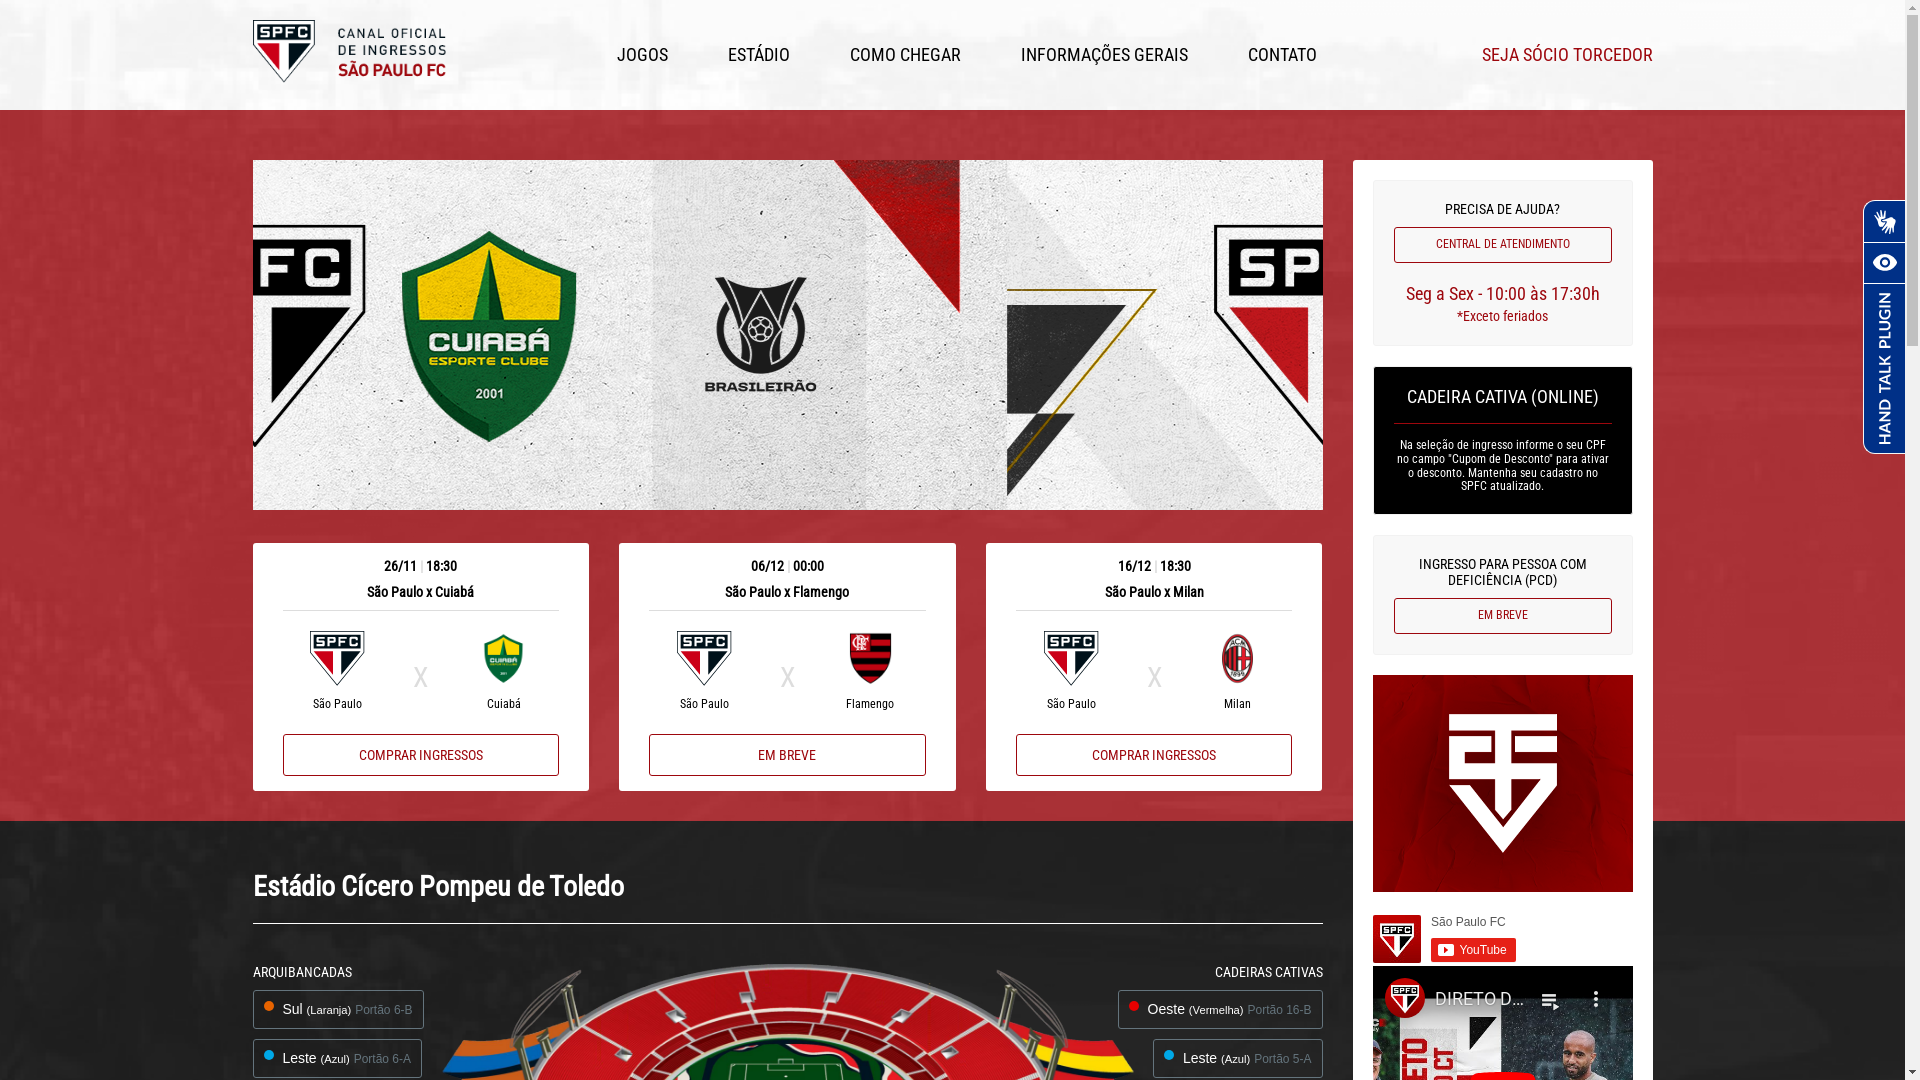 SPFC
CANAL OFICIAL
DE INGRESSOS
SÃO PAULO FC
JOGOS
ESTÁDIO
COMO CHEGAR
INFORMAÇÕES GERAIS
CONTATO
SEJA SÓCIO TORCEDOR
FC
CUIABÁ
ESPORTE CLUBE
2001
BRASILEIRÃO
SP
26/11 | 18:30
São Paulo x Cuiabá
SPFC
X
CUIABÁ
São Paulo
Cuiabá
COMPRAR INGRESSOS
06/12 | 00:00
São Paulo x Flamengo
SPFC
X
São Paulo
Flamengo
EM BREVE
16/12 | 18:30
São Paulo x Milan
SPFC
X
ACM
1899
São Paulo
Milan
COMPRAR INGRESSOS
PRECISA DE AJUDA?
CENTRAL DE ATENDIMENTO
Seg a Sex - 10:00 às 17:30h
*Exceto feriados
CADEIRA CATIVA (ONLINE)
Na seleção de ingresso informe o seu CPF
no campo "Cupom de Desconto" para ativar
o desconto. Mantenha seu cadastro no
SPFC atualizado.
INGRESSO PARA PESSOA COM
DEFICIÊNCIA (PCD)
EM BREVE
SPFC
São Paulo FC
YouTube
SPFC
DIRETO D...
HAND TALK PLUGIN
Estádio Cícero Pompeu de Toledo
ARQUIBANCADAS
Sul (Laranja) Portão 6-B
Leste (Azul) Portão 6-A
CADEIRAS CATIVAS
Oeste (Vermelha) Portão 16-B
Leste (Azul) Portão 5-A